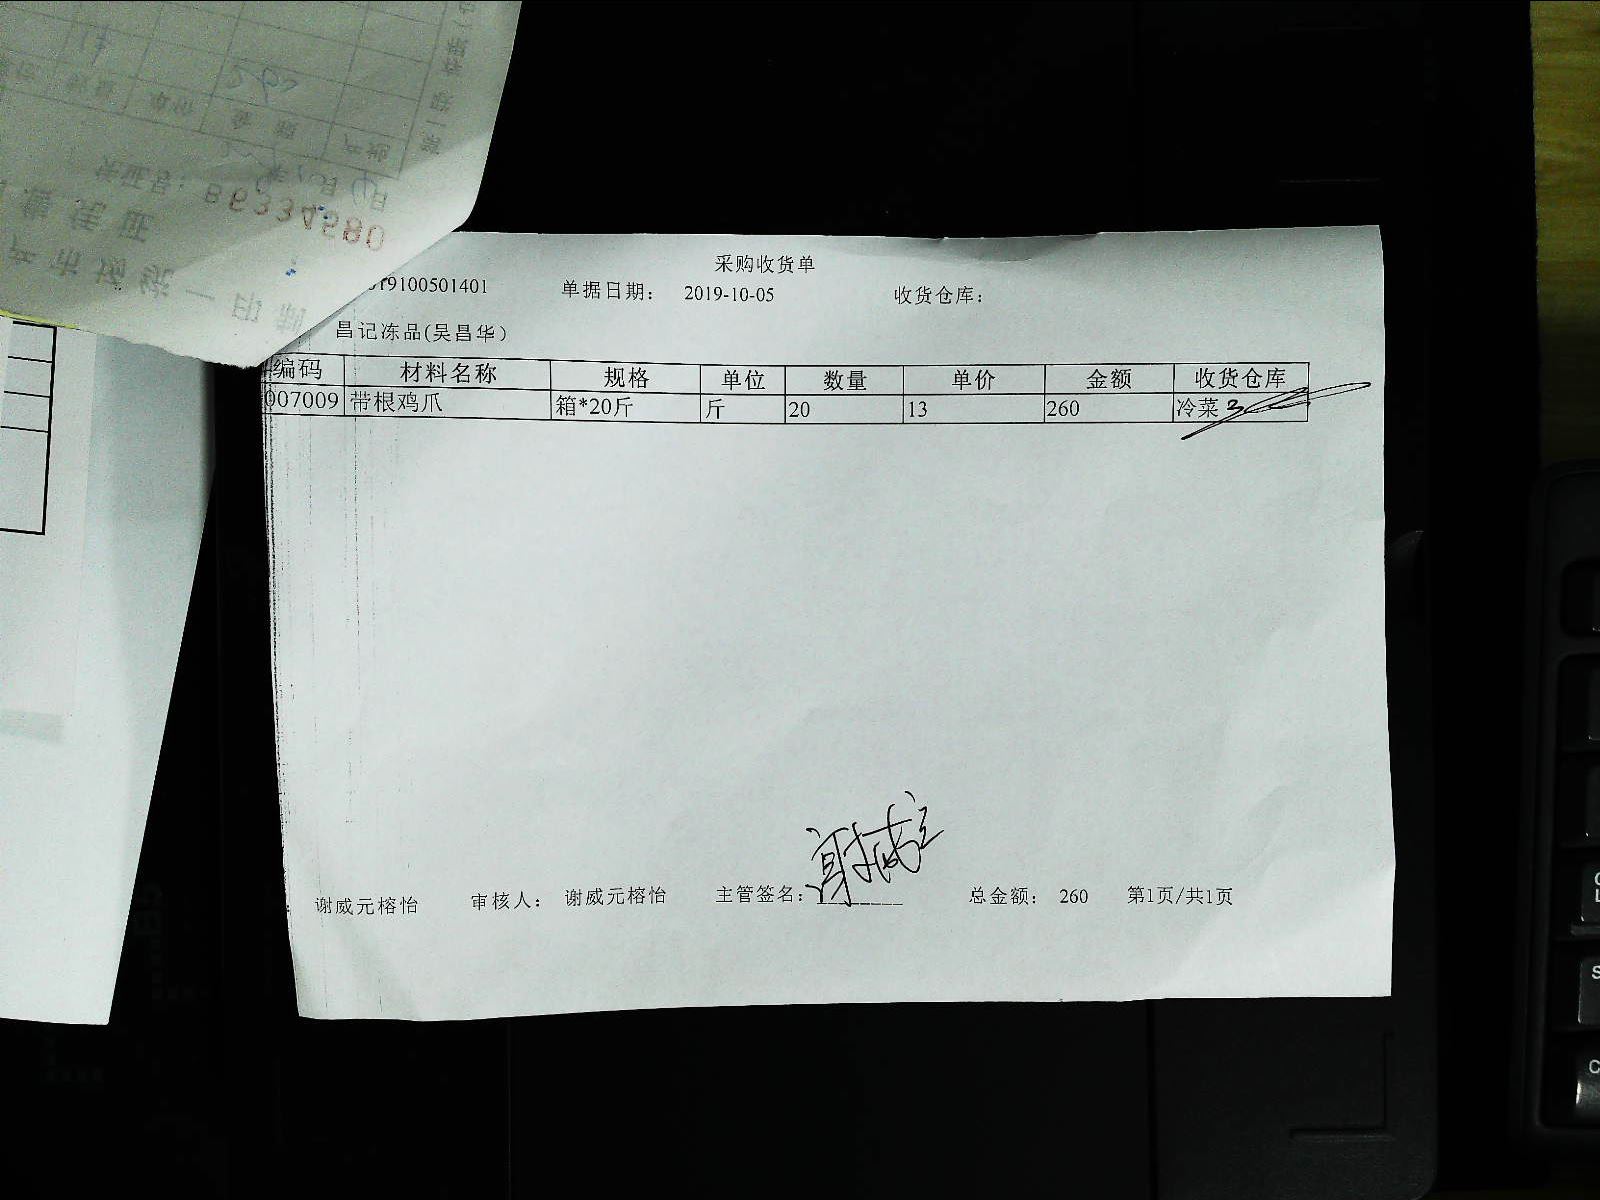 采购收货单
19100501401 单据日期： 2019-10-05 收货仓库：
昌记冻品(吴昌华)
编码 材料名称 规格 单位 数量 单价 金额 收货仓库
007009 带根鸡爪 箱*20斤 斤 20 13 260 冷菜
谢威元榕怡 审核人： 谢威元榕怡 主管签名： 总金额： 260 第1页/共1页
B6334580